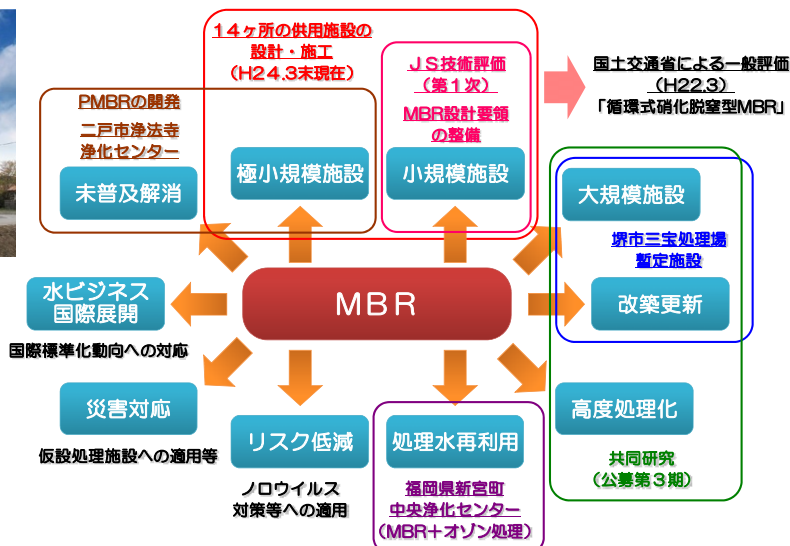 14ヶ所の供用施設の
設計・施工
（H24.3末現在）
JS技術評価
（第1次）
MBR設計要領
の整備
国土交通省による一般評価
（H22.3）
「循環式硝化脱窒型MBR」
PMBRの開発
二戸市浄法寺
浄化センター
未普及解消
極小規模施設
小規模施設
大規模施設
堺市三宝処理場
暫定施設
改築更新
水ビジネス
国際展開
国際標準化動向への対応
MBR
災害対応
仮設処理施設への適用等
リスク低減
ノロウイルス
対策等への適用
処理水再利用
福岡県新宮町
中央浄化センター
（MBR＋オゾン処理）
高度処理化
共同研究
（公募第3期）